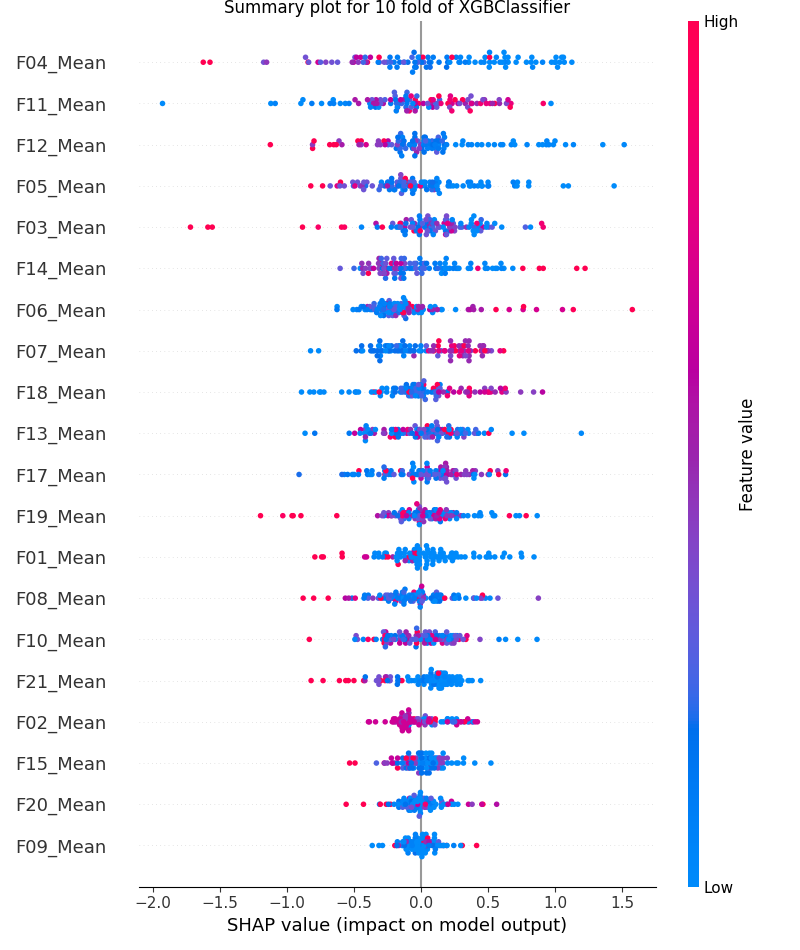 Summary plot for 10 fold of XGBClassifier
High
F04_Mean
F11_Mean
F12_Mean
F05_Mean
F03_Mean
F14_Mean
F06_Mean
F07_Mean
F18_Mean
F13_Mean
F17_Mean
F19_Mean
F01_Mean
F08_Mean
F10_Mean
F21_Mean
F02_Mean
F15_Mean
F20_Mean
F09_Mean
Feature value
Low
−2.0 −1.5 −1.0 −0.5 0.0 0.5 1.0 1.5
SHAP value (impact on model output)